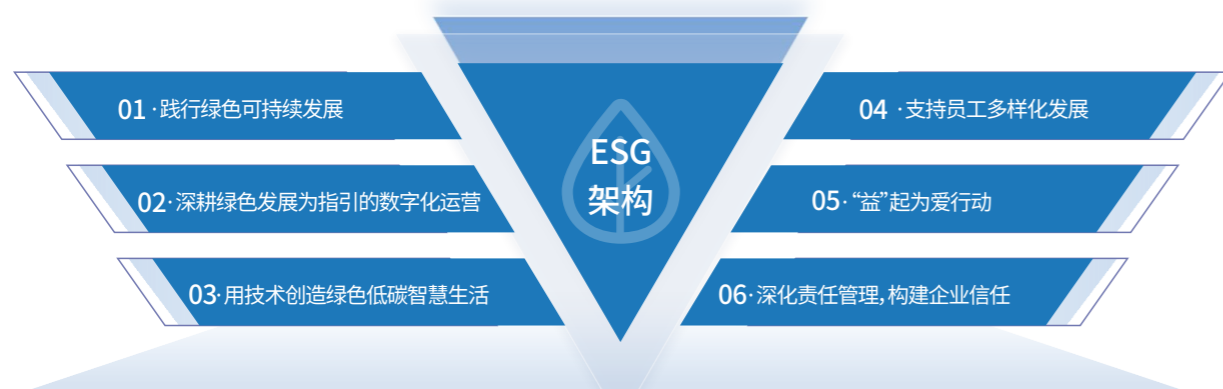 01·践行绿色可持续发展
02·深耕绿色发展为指引的数字化运营
03·用技术创造绿色低碳智慧生活
ESG
架构
04·支持员工多样化发展
05·“益”起为爱行动
06·深化责任管理,构建企业信任